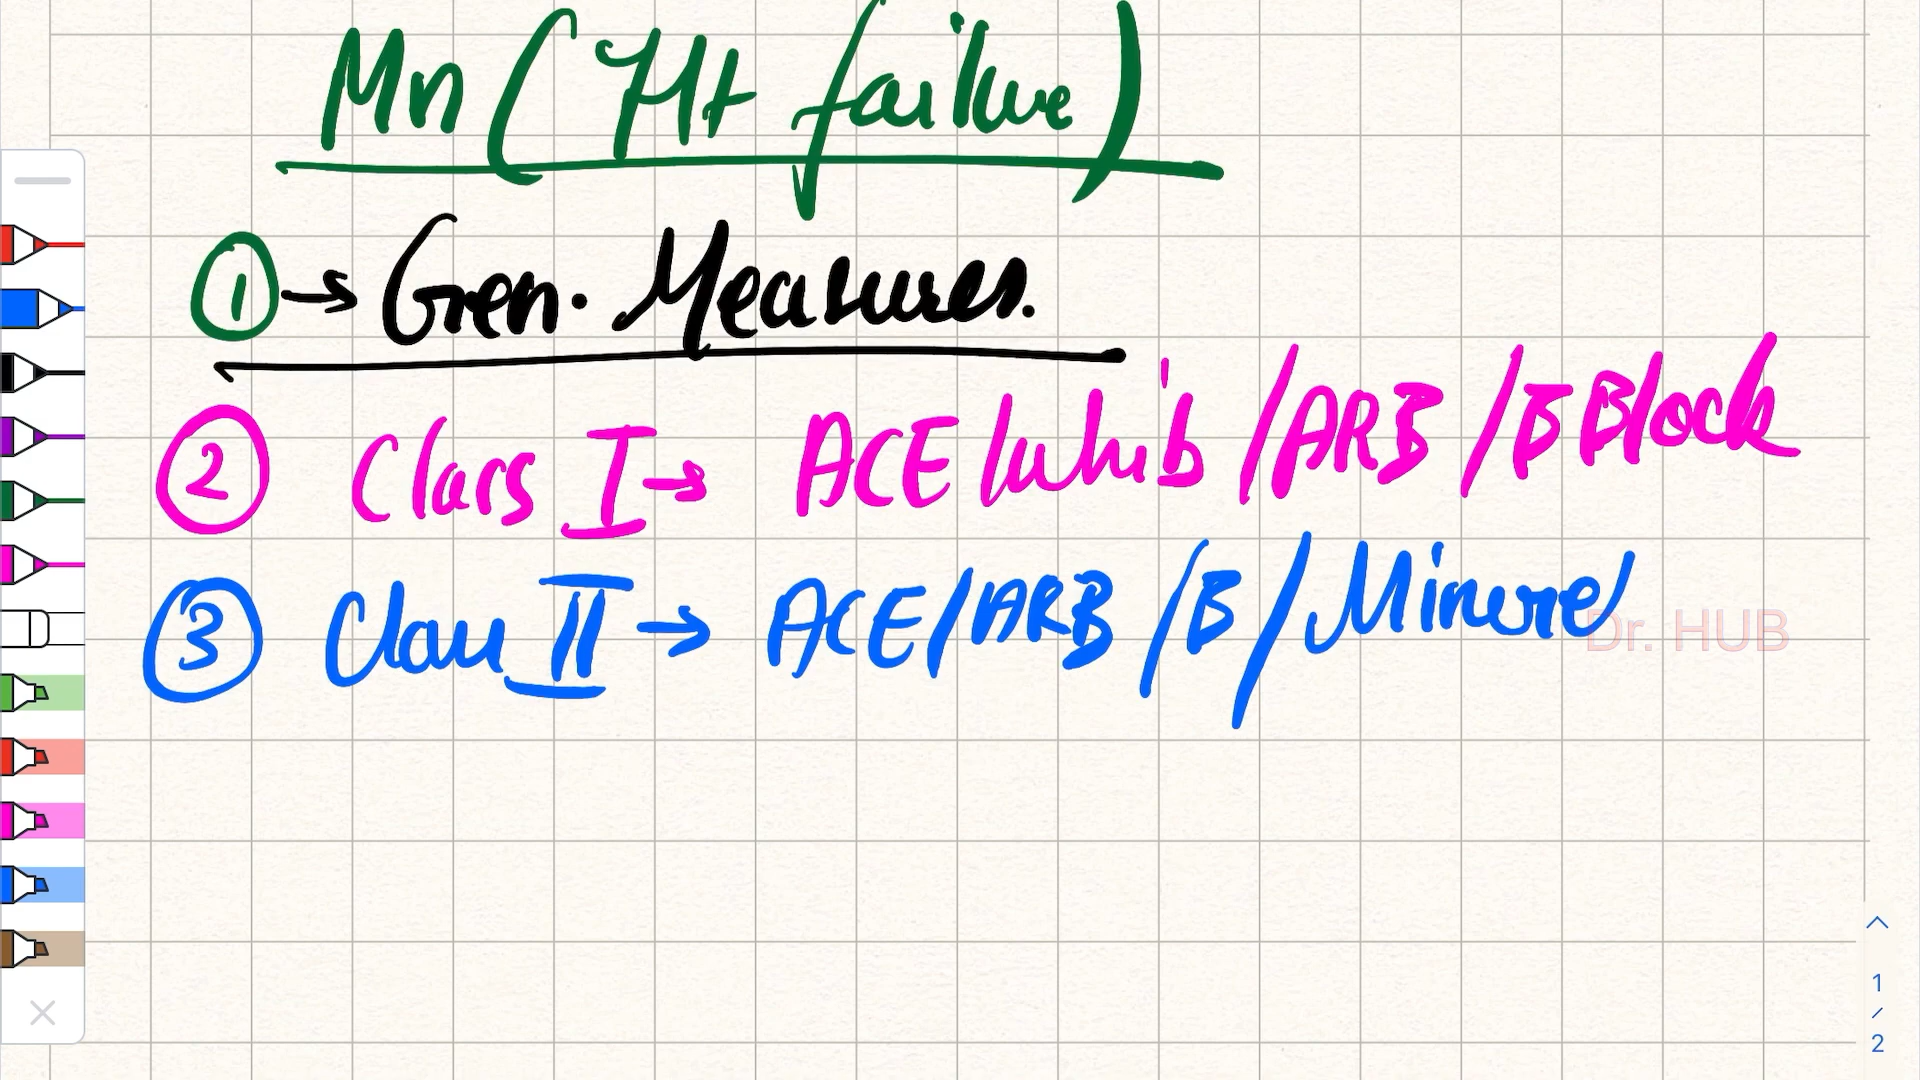 Mn (Ht failure)
① → Gen. Measures.
② Class I → ACE Inhib / ARB / B Block
③ Class II → ACE / ARB / B /
Dr. HUB
1
/
2